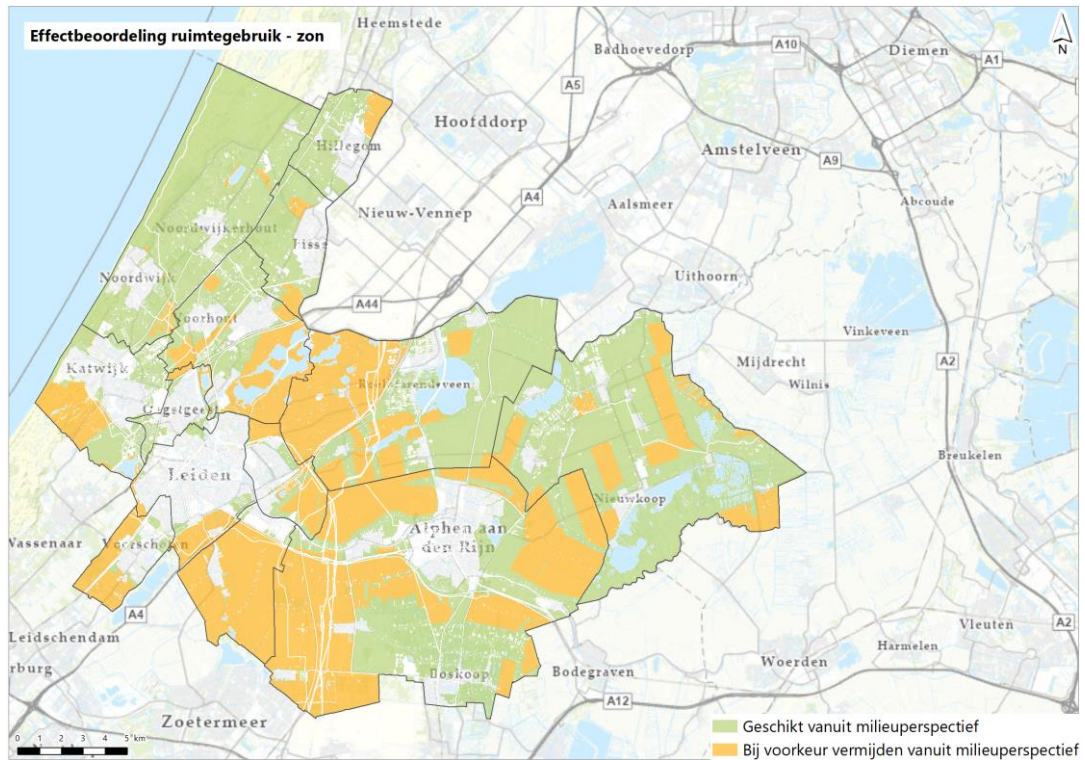 Effectbeoordeling ruimtegebruik - zon
Heemstede
Badhoevedorp
A10
Diemen
A1
N
A5
Hoofddorp
Hillegom
Amstelveen
A9
A4
Abcoude
Nieuw-Vennep
Aalsmeer
Noordwijkerhout
Lisse
Noordwijk
Uithoorn
A44
Voorhout
Vinkeveen
Katwijk
Mijdrecht
A2
Wilnis
Roelofarendsveen
Oegstgeest
Breukelen
Leiden
Nieuwkoop
Alphen aan
den Rijn
Wassenaar
Voorschoten
A4
Leidschendam
A2
Vleuten
Harmelen
rburg
Woerden
Boskoop
Bodegraven
A12
Zoetermeer
0 1 2 3 4 5 km
Geschikt vanuit milieuperspectief
Bij voorkeur vermijden vanuit milieuperspectief